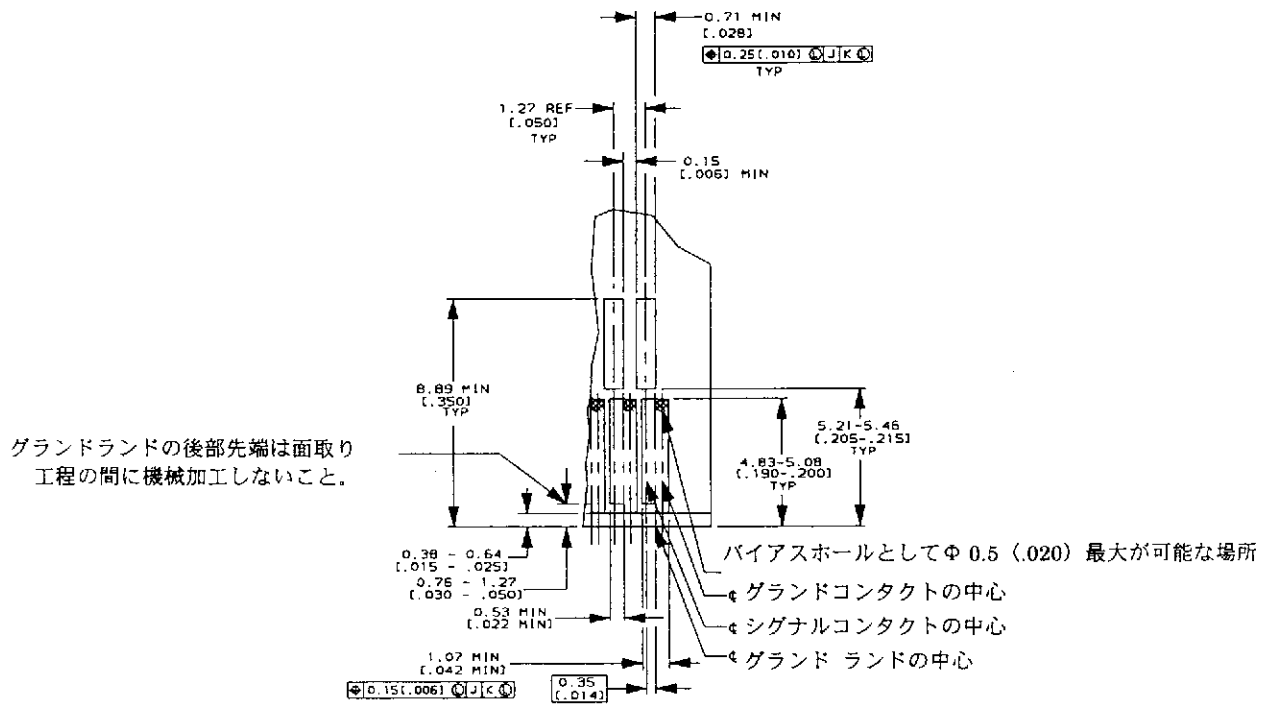 0.71 MIN
[.028]
⌖ 0.25[.010] Ⓛ J K Ⓛ
TYP
1.27 REF
[.050]
TYP
0.15
[.006] MIN
8.89 MIN
[.350]
TYP
グランドランドの後部先端は面取り
工程の間に機械加工しないこと。
5.21-5.46
[.205-.215]
TYP
4.83-5.08
[.190-.200]
TYP
0.38 - 0.64
[.015 - .025]
0.76 - 1.27
[.030 - .050]
0.53 MIN
[.022 MIN]
1.07 MIN
[.042 MIN]
⌖ 0.15[.006] Ⓛ J K Ⓛ
0.35
[.014]
バイアスホールとしてΦ 0.5（.020）最大が可能な場所
¢ グランドコンタクトの中心
¢ シグナルコンタクトの中心
¢ グランド ランドの中心